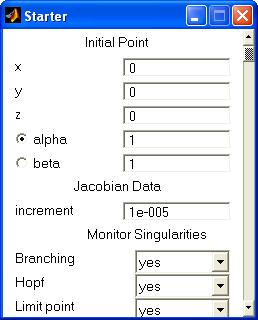 Starter
Initial Point
x 0
y 0
z 0
alpha 1
beta 1
Jacobian Data
increment 1e-005
Monitor Singularities
Branching yes
Hopf yes
Limit point yes